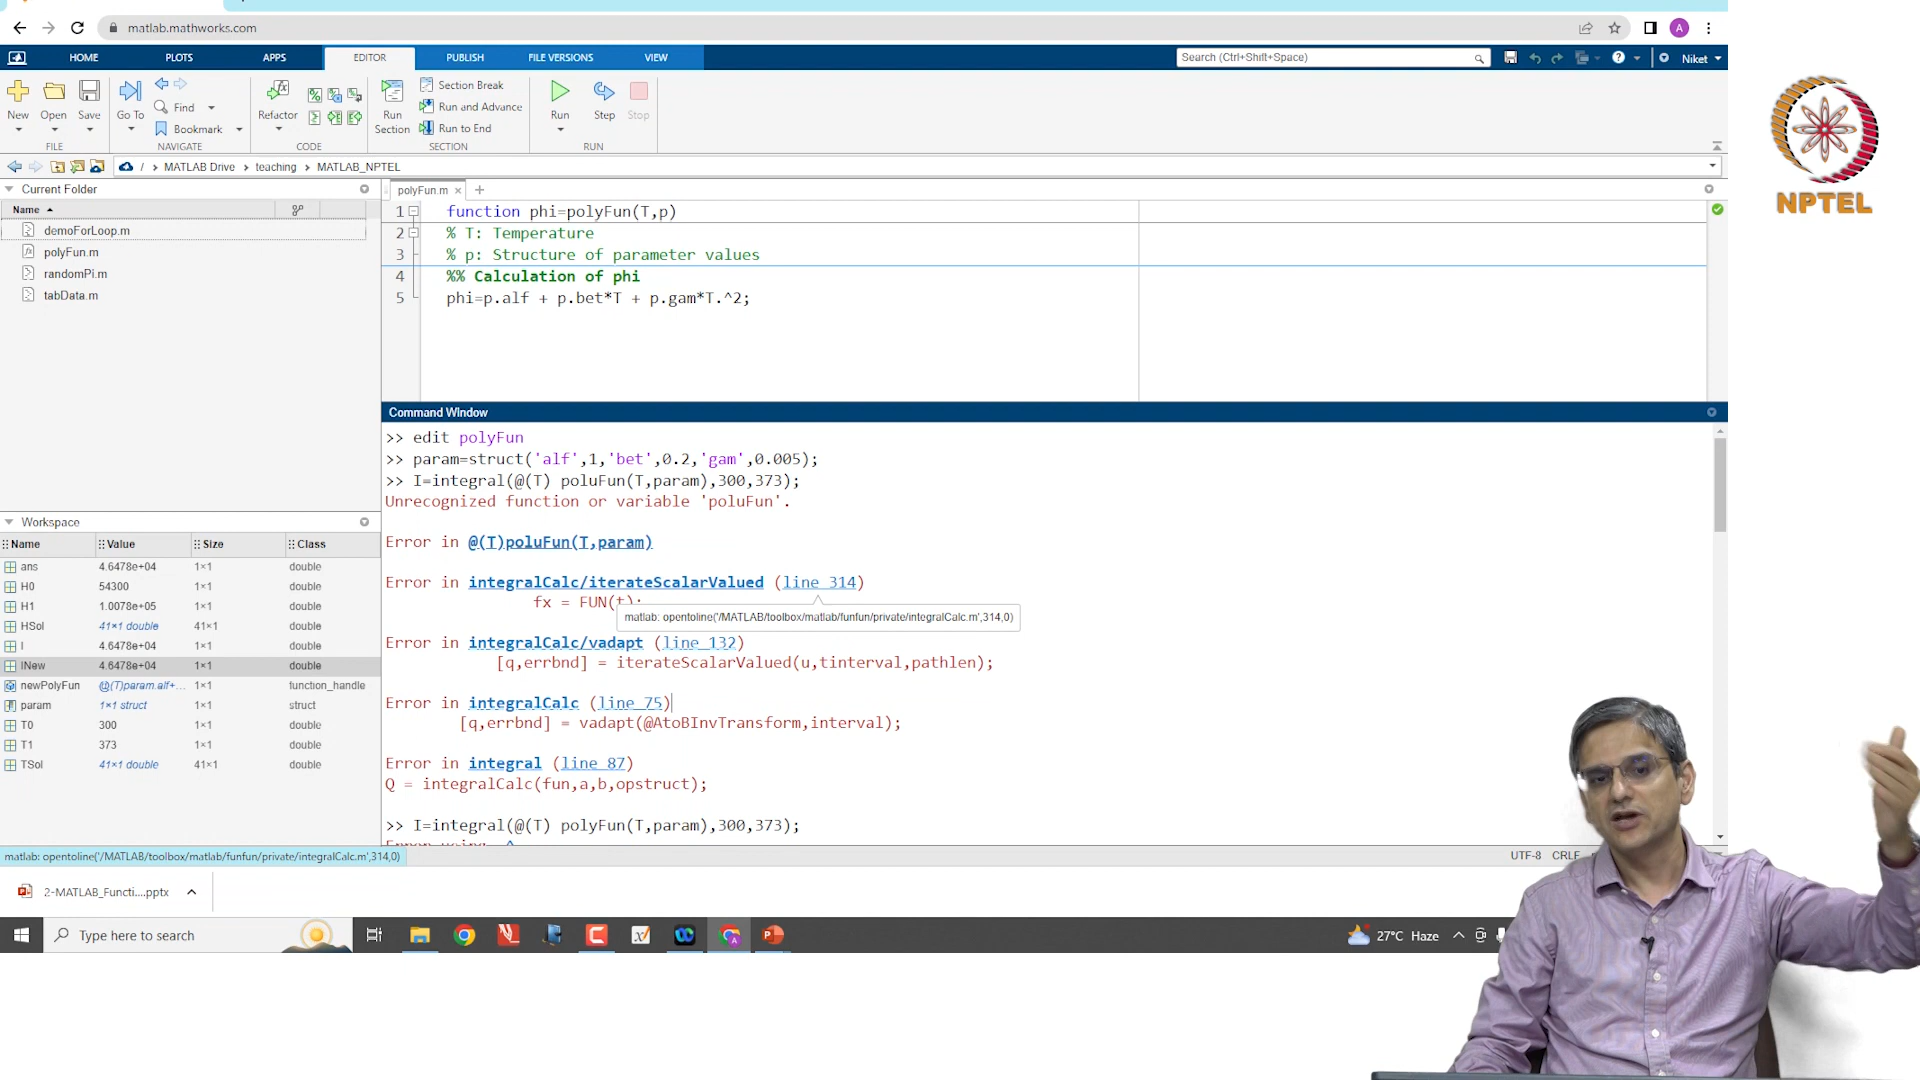 matlab.mathworks.com
A
HOME PLOTS APPS EDITOR PUBLISH FILE VERSIONS VIEW
Search (Ctrl+Shift+Space)
Niket
New Open Save
FILE
Go To Find Bookmark
NAVIGATE
Refactor
CODE
Run Section
Section Break
Run and Advance
Run to End
SECTION
Run Step Stop
RUN
/ MATLAB Drive teaching MATLAB_NPTEL
NPTEL
Current Folder
Name
demoForLoop.m
polyFun.m
randomPi.m
tabData.m
polyFun.m
1 function phi=polyFun(T,p)
2 % T: Temperature
3 % p: Structure of parameter values
4 %% Calculation of phi
5 phi=p.alf + p.bet*T + p.gam*T.^2;
Workspace
Name Value Size Class
ans 4.6478e+04 1×1 double
H0 54300 1×1 double
H1 1.0078e+05 1×1 double
HSol 41×1 double 41×1 double
I 4.6478e+04 1×1 double
INew 4.6478e+04 1×1 double
newPolyFun @(T)param.alf+... 1×1 function_handle
param 1×1 struct 1×1 struct
T0 300 1×1 double
T1 373 1×1 double
TSol 41×1 double 41×1 double
Command Window
>> edit polyFun
>> param=struct('alf',1,'bet',0.2,'gam',0.005);
>> I=integral(@(T) poluFun(T,param),300,373);
Unrecognized function or variable 'poluFun'.
Error in @(T)poluFun(T,param)
Error in integralCalc/iterateScalarValued (line 314)
fx = FUN(t);
matlab: opentoline('/MATLAB/toolbox/matlab/funfun/private/integralCalc.m',314,0)
Error in integralCalc/vadapt (line 132)
[q,errbnd] = iterateScalarValued(u,tinterval,pathlen);
Error in integralCalc (line 75)
[q,errbnd] = vadapt(@AtoBInvTransform,interval);
Error in integral (line 87)
Q = integralCalc(fun,a,b,opstruct);
>> I=integral(@(T) polyFun(T,param),300,373);
matlab: opentoline('/MATLAB/toolbox/matlab/funfun/private/integralCalc.m',314,0)
UTF-8 CRLF
2-MATLAB_Functi....pptx
Type here to search
27°C Haze